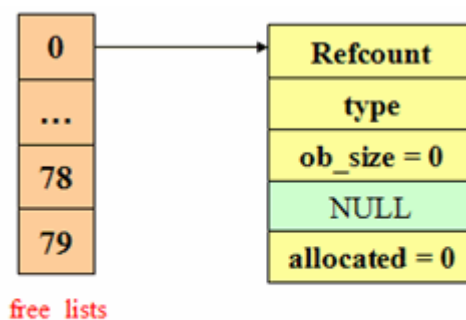 0
...
78
79
free lists
Refcount
type
ob_size = 0
NULL
allocated = 0